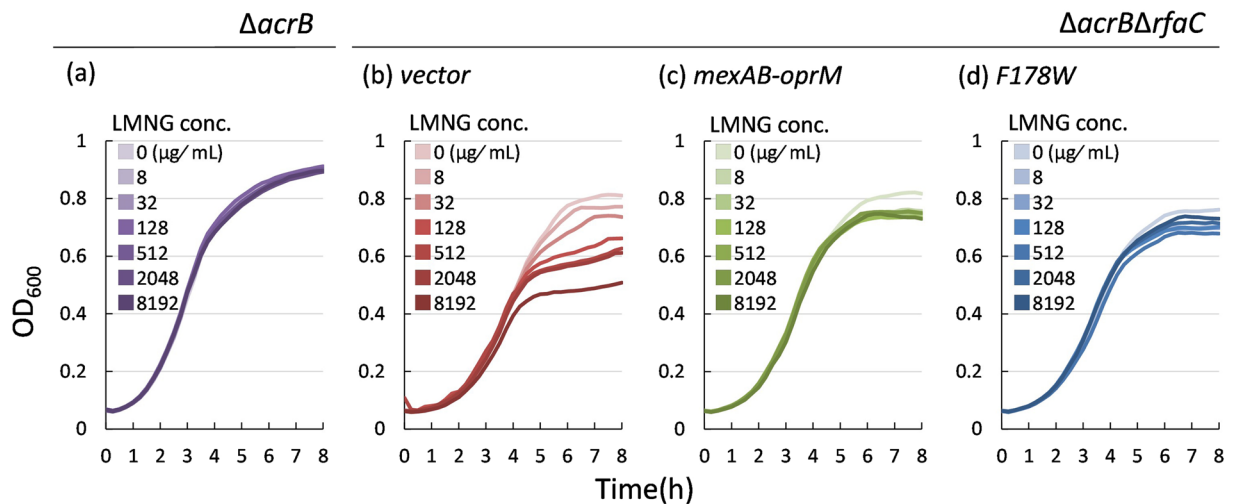 ΔacrB
ΔacrBΔrfaC
(a)
(b) vector
(c) mexAB-oprM
(d) F178W
LMNG conc.
0 (μg/mL)
8
32
128
512
2048
8192
LMNG conc.
0 (μg/mL)
8
32
128
512
2048
8192
LMNG conc.
0 (μg/mL)
8
32
128
512
2048
8192
LMNG conc.
0 (μg/mL)
8
32
128
512
2048
8192
OD600
1
0.8
0.6
0.4
0.2
0
0 1 2 3 4 5 6 7 8
1
0.8
0.6
0.4
0.2
0
0 1 2 3 4 5 6 7 8
1
0.8
0.6
0.4
0.2
0
0 1 2 3 4 5 6 7 8
1
0.8
0.6
0.4
0.2
0
0 1 2 3 4 5 6 7 8
Time(h)